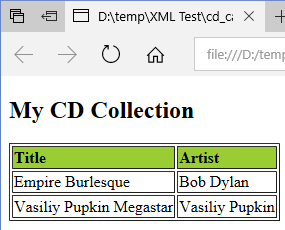 D:\temp\XML Test\cd_ca
file:///D:/temp
My CD Collection
Title Artist
Empire Burlesque Bob Dylan
Vasiliy Pupkin Megastar Vasiliy Pupkin